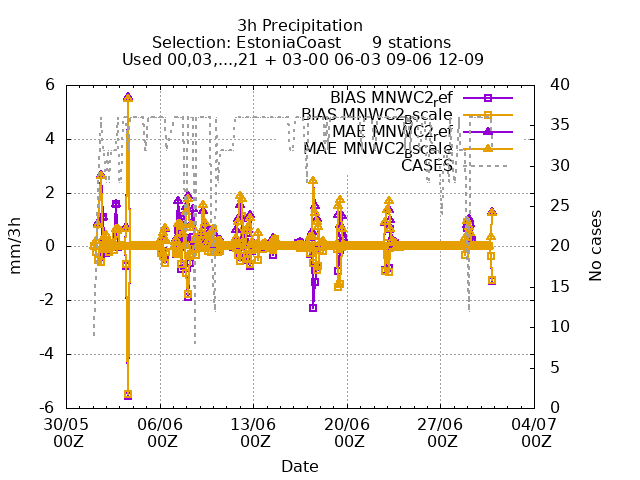 3h Precipitation
Selection: EstoniaCoast 9 stations
Used 00,03,...,21 + 03-00 06-03 09-06 12-09
BIAS MNWC2_ref
BIAS MNWC2_Bscale
MAE MNWC2_ref
MAE MNWC2_Bscale
CASES
6
4
2
0
-2
-4
-6
mm/3h
40
35
30
25
20
15
10
5
0
No cases
30/05 06/06 13/06 20/06 27/06 04/07
00Z 00Z 00Z 00Z 00Z 00Z
Date